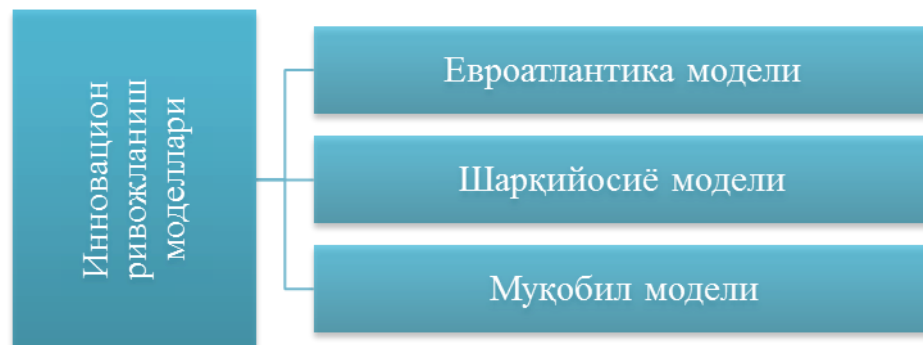 Инновацион
ривожланиш
моделлари
Евроатлантика модели
Шарқийосиё модели
Муқобил модели